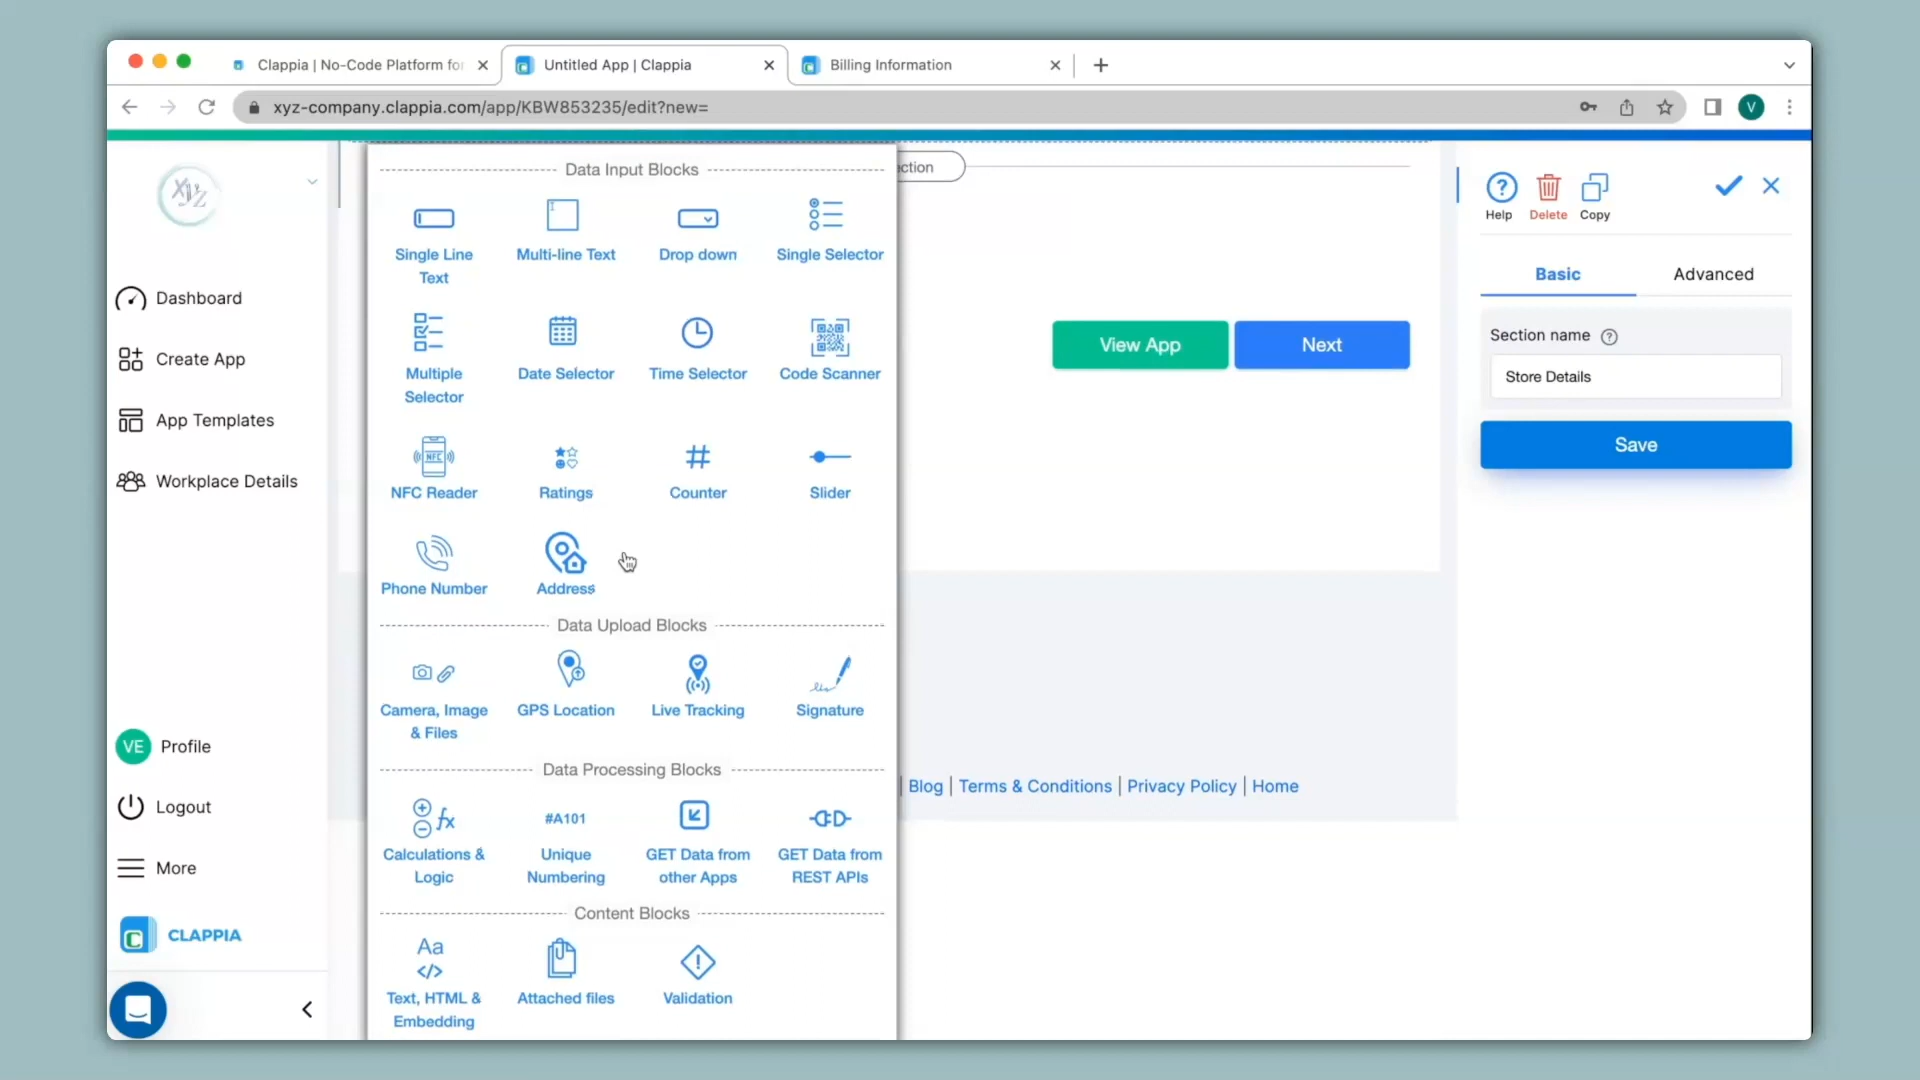 Clappia | No-Code Platform for
Untitled App | Clappia
Billing Information
xyz-company.clappia.com/app/KBW853235/edit?new=
V
XYZ
Dashboard
Create App
App Templates
Workplace Details
VE Profile
Logout
More
CLAPPIA
Data Input Blocks
Single Line
Text
Multi-line Text
Drop down
Single Selector
Multiple
Selector
Date Selector
Time Selector
Code Scanner
NFC
NFC Reader
Ratings
Counter
Slider
Phone Number
Address
Data Upload Blocks
Camera, Image
& Files
GPS Location
Live Tracking
Signature
Data Processing Blocks
fx
Calculations &
Logic
#A101
Unique
Numbering
GET Data from
other Apps
GET Data from
REST APIs
Content Blocks
Aa
</>
Text, HTML &
Embedding
Attached files
Validation
ction
View App
Next
| Blog | Terms & Conditions | Privacy Policy | Home
Help
Delete
Copy
Basic
Advanced
Section name
Store Details
Save